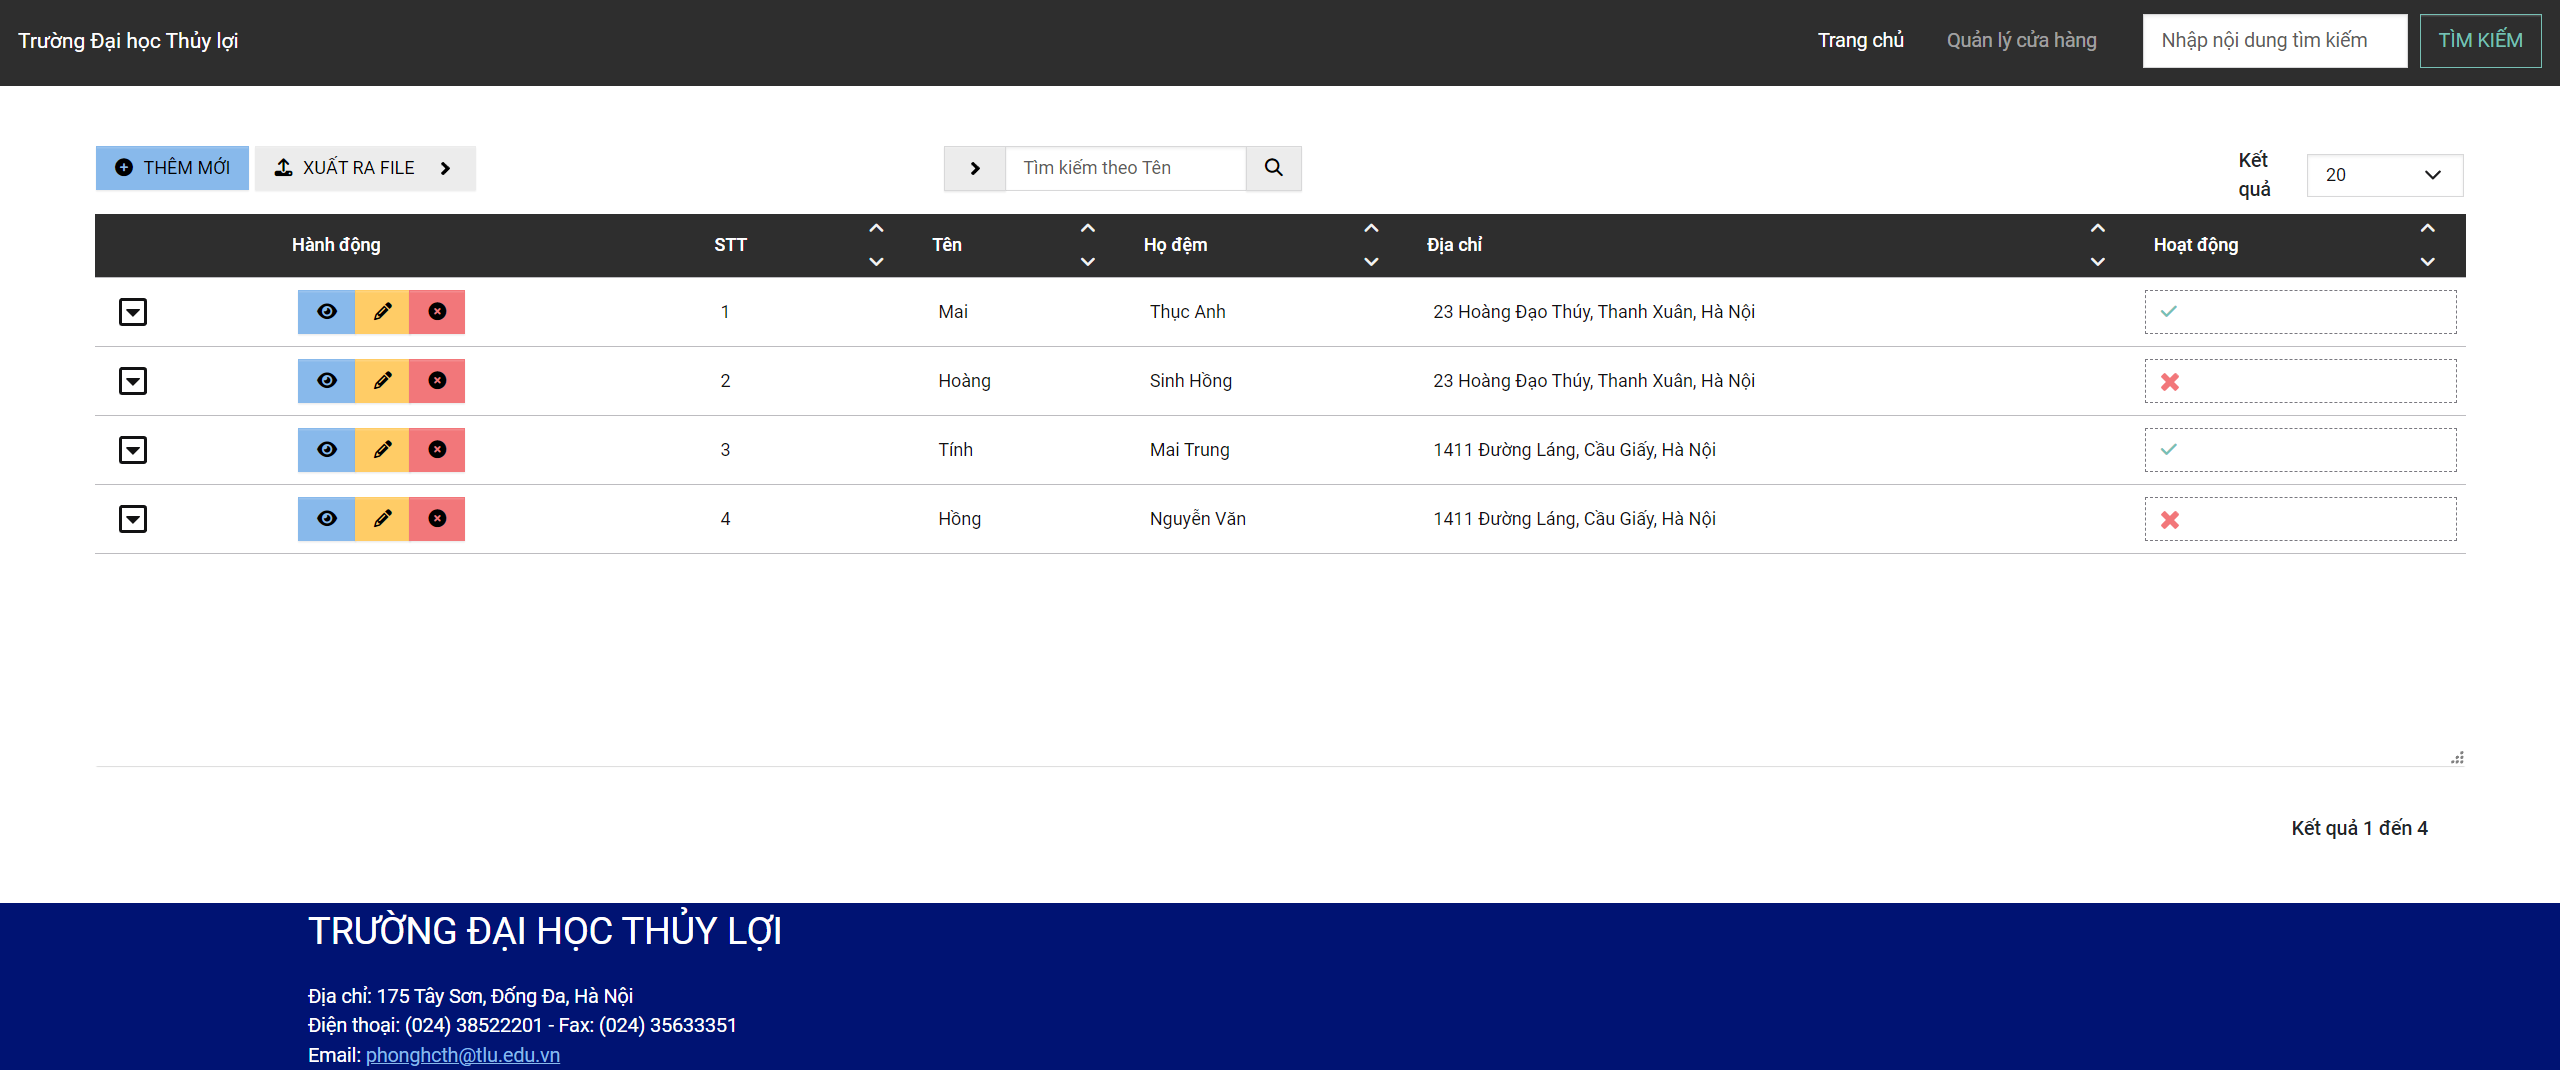 Trường Đại học Thủy lợi
Trang chủ
Quản lý cửa hàng
Nhập nội dung tìm kiếm
TÌM KIẾM
THÊM MỚI
XUẤT RA FILE
Tìm kiếm theo Tên
Kết
quả
20
Hành động STT Tên Họ đệm Địa chỉ Hoạt động
1 Mai Thục Anh 23 Hoàng Đạo Thúy, Thanh Xuân, Hà Nội
2 Hoàng Sinh Hồng 23 Hoàng Đạo Thúy, Thanh Xuân, Hà Nội
3 Tính Mai Trung 1411 Đường Láng, Cầu Giấy, Hà Nội
4 Hồng Nguyễn Văn 1411 Đường Láng, Cầu Giấy, Hà Nội
Kết quả 1 đến 4
TRƯỜNG ĐẠI HỌC THỦY LỢI
Địa chỉ: 175 Tây Sơn, Đống Đa, Hà Nội
Điện thoại: (024) 38522201 - Fax: (024) 35633351
Email: phonghcth@tlu.edu.vn